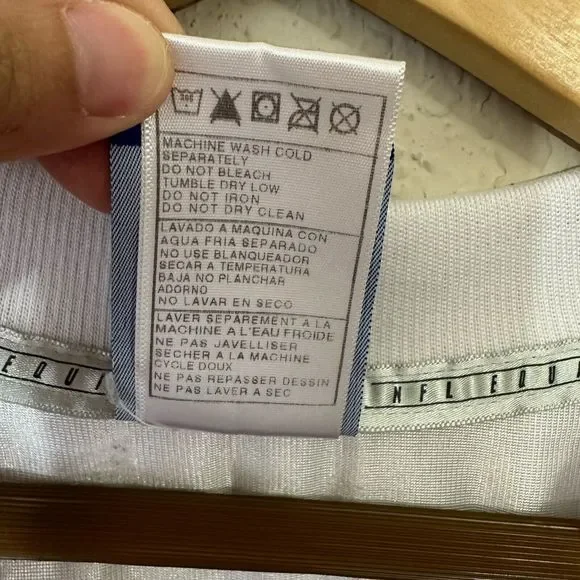 MACHINE WASH COLD
SEPARATELY
DO NOT BLEACH
TUMBLE DRY LOW
DO NOT IRON
DO NOT DRY CLEAN
LAVADO A MAQUINA CON
AGUA FRIA SEPARADO
NO USE BLANQUEADOR
SECAR A TEMPERATURA
BAJA NO PLANCHAR
ADORNO
NO LAVAR EN SECO
LAVER SEPAREMENT A LA
MACHINE A L'EAU FROIDE
NE PAS JAVELLISER
SECHER A LA MACHINE
CYCLE DOUX
NE PAS REPASSER DESSIN
NE PAS LAVER A SEC
EQUI
NFL EQUI